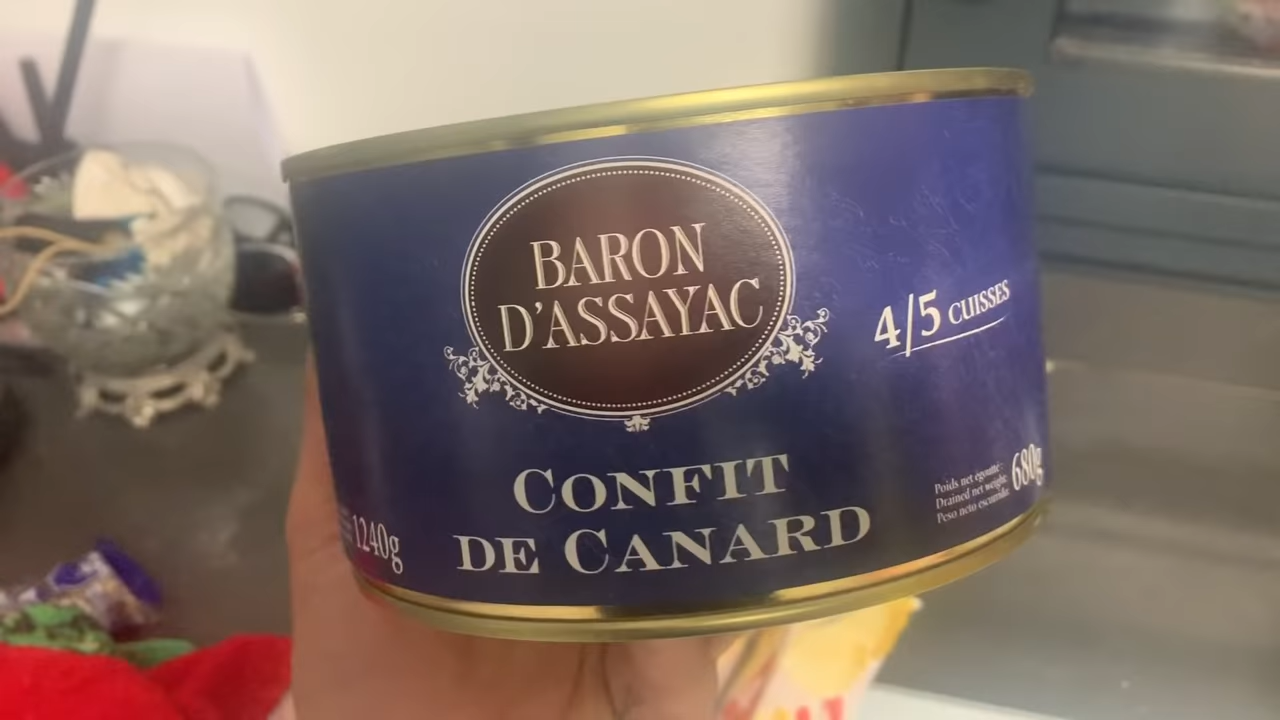 BARON
D'ASSAYAC
4/5 CUISSES
CONFIT
DE CANARD
1240g
Poids net égoutté:
Drained net weight:
Peso neto escurrido:
680g